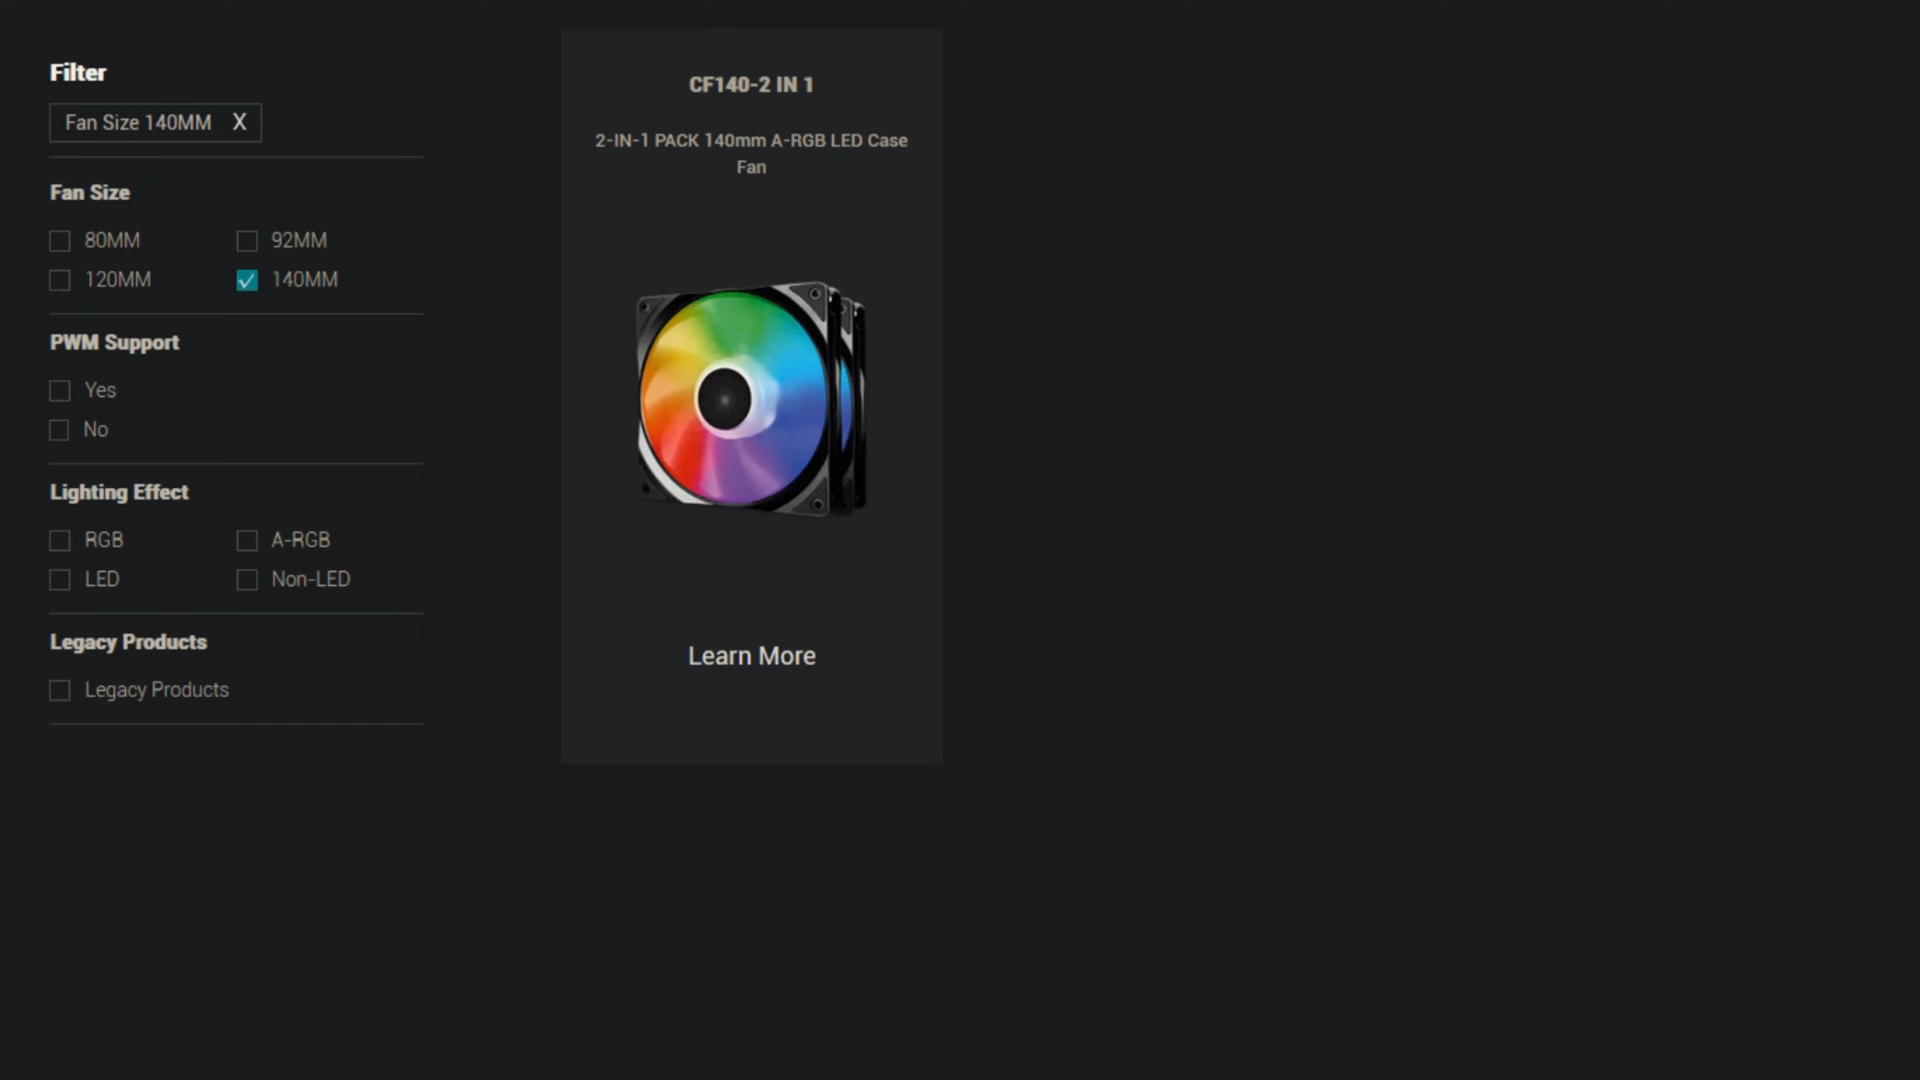 Filter
Fan Size 140MM X
Fan Size
80MM 92MM
120MM 140MM
PWM Support
Yes
No
Lighting Effect
RGB A-RGB
LED Non-LED
Legacy Products
Legacy Products
CF140-2 IN 1
2-IN-1 PACK 140mm A-RGB LED Case
Fan
Learn More